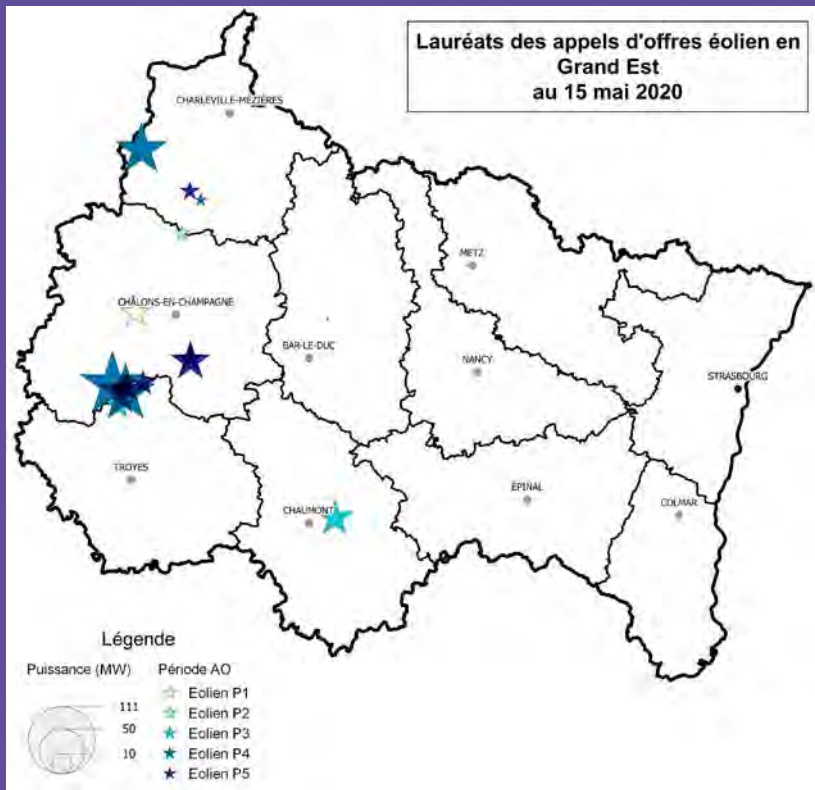 Lauréats des appels d'offres éolien en
Grand Est
au 15 mai 2020
CHARLEVILLE-MÉZIÈRES
METZ
CHÂLONS-EN-CHAMPAGNE
BAR-LE-DUC
NANCY
STRASBOURG
TROYES
CHAUMONT
ÉPINAL
COLMAR
Légende
Puissance (MW)
111
50
10
Période AO
Eolien P1
Eolien P2
Eolien P3
Eolien P4
Eolien P5